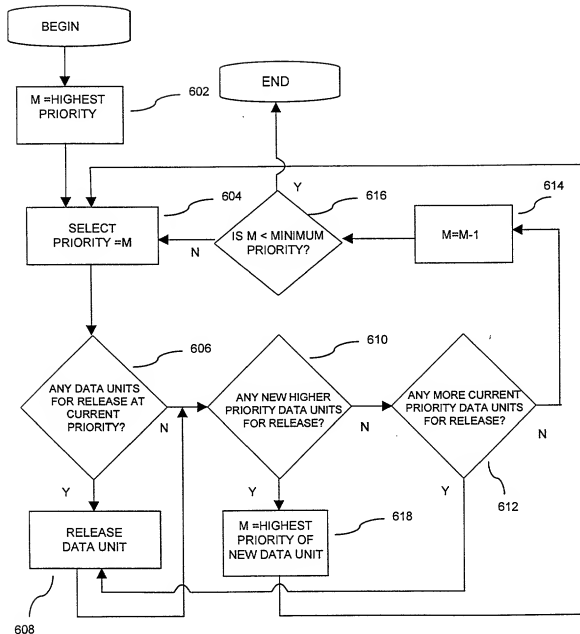 BEGIN
M =HIGHEST
PRIORITY
602
END
604
SELECT
PRIORITY =M
Y
616
IS M < MINIMUM
PRIORITY?
N
614
M=M-1
606
ANY DATA UNITS
FOR RELEASE AT
CURRENT
PRIORITY?
N
Y
610
ANY NEW HIGHER
PRIORITY DATA UNITS
FOR RELEASE?
N
Y
ANY MORE CURRENT
PRIORITY DATA UNITS
FOR RELEASE?
N
Y
612
RELEASE
DATA UNIT
608
M =HIGHEST
PRIORITY OF
NEW DATA UNIT
618